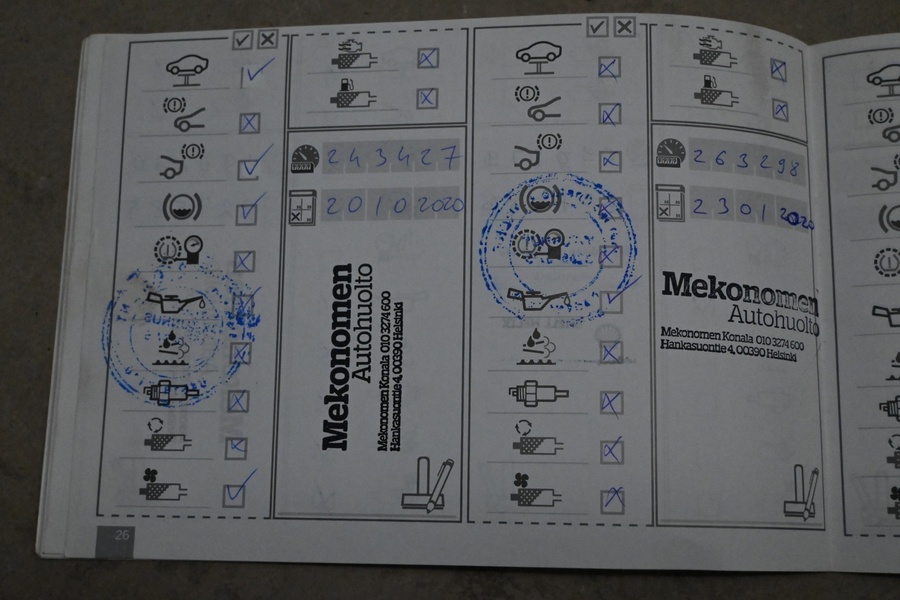 243427
20102020
Mekonomen
Autohuolto
Mekonomen Konala 010 3274 600
Hankasuontie 4, 00390 Helsinki
263298
23012020
Mekonomen
Autohuolto
Mekonomen Konala 010 3274 600
Hankasuontie 4, 00390 Helsinki
26